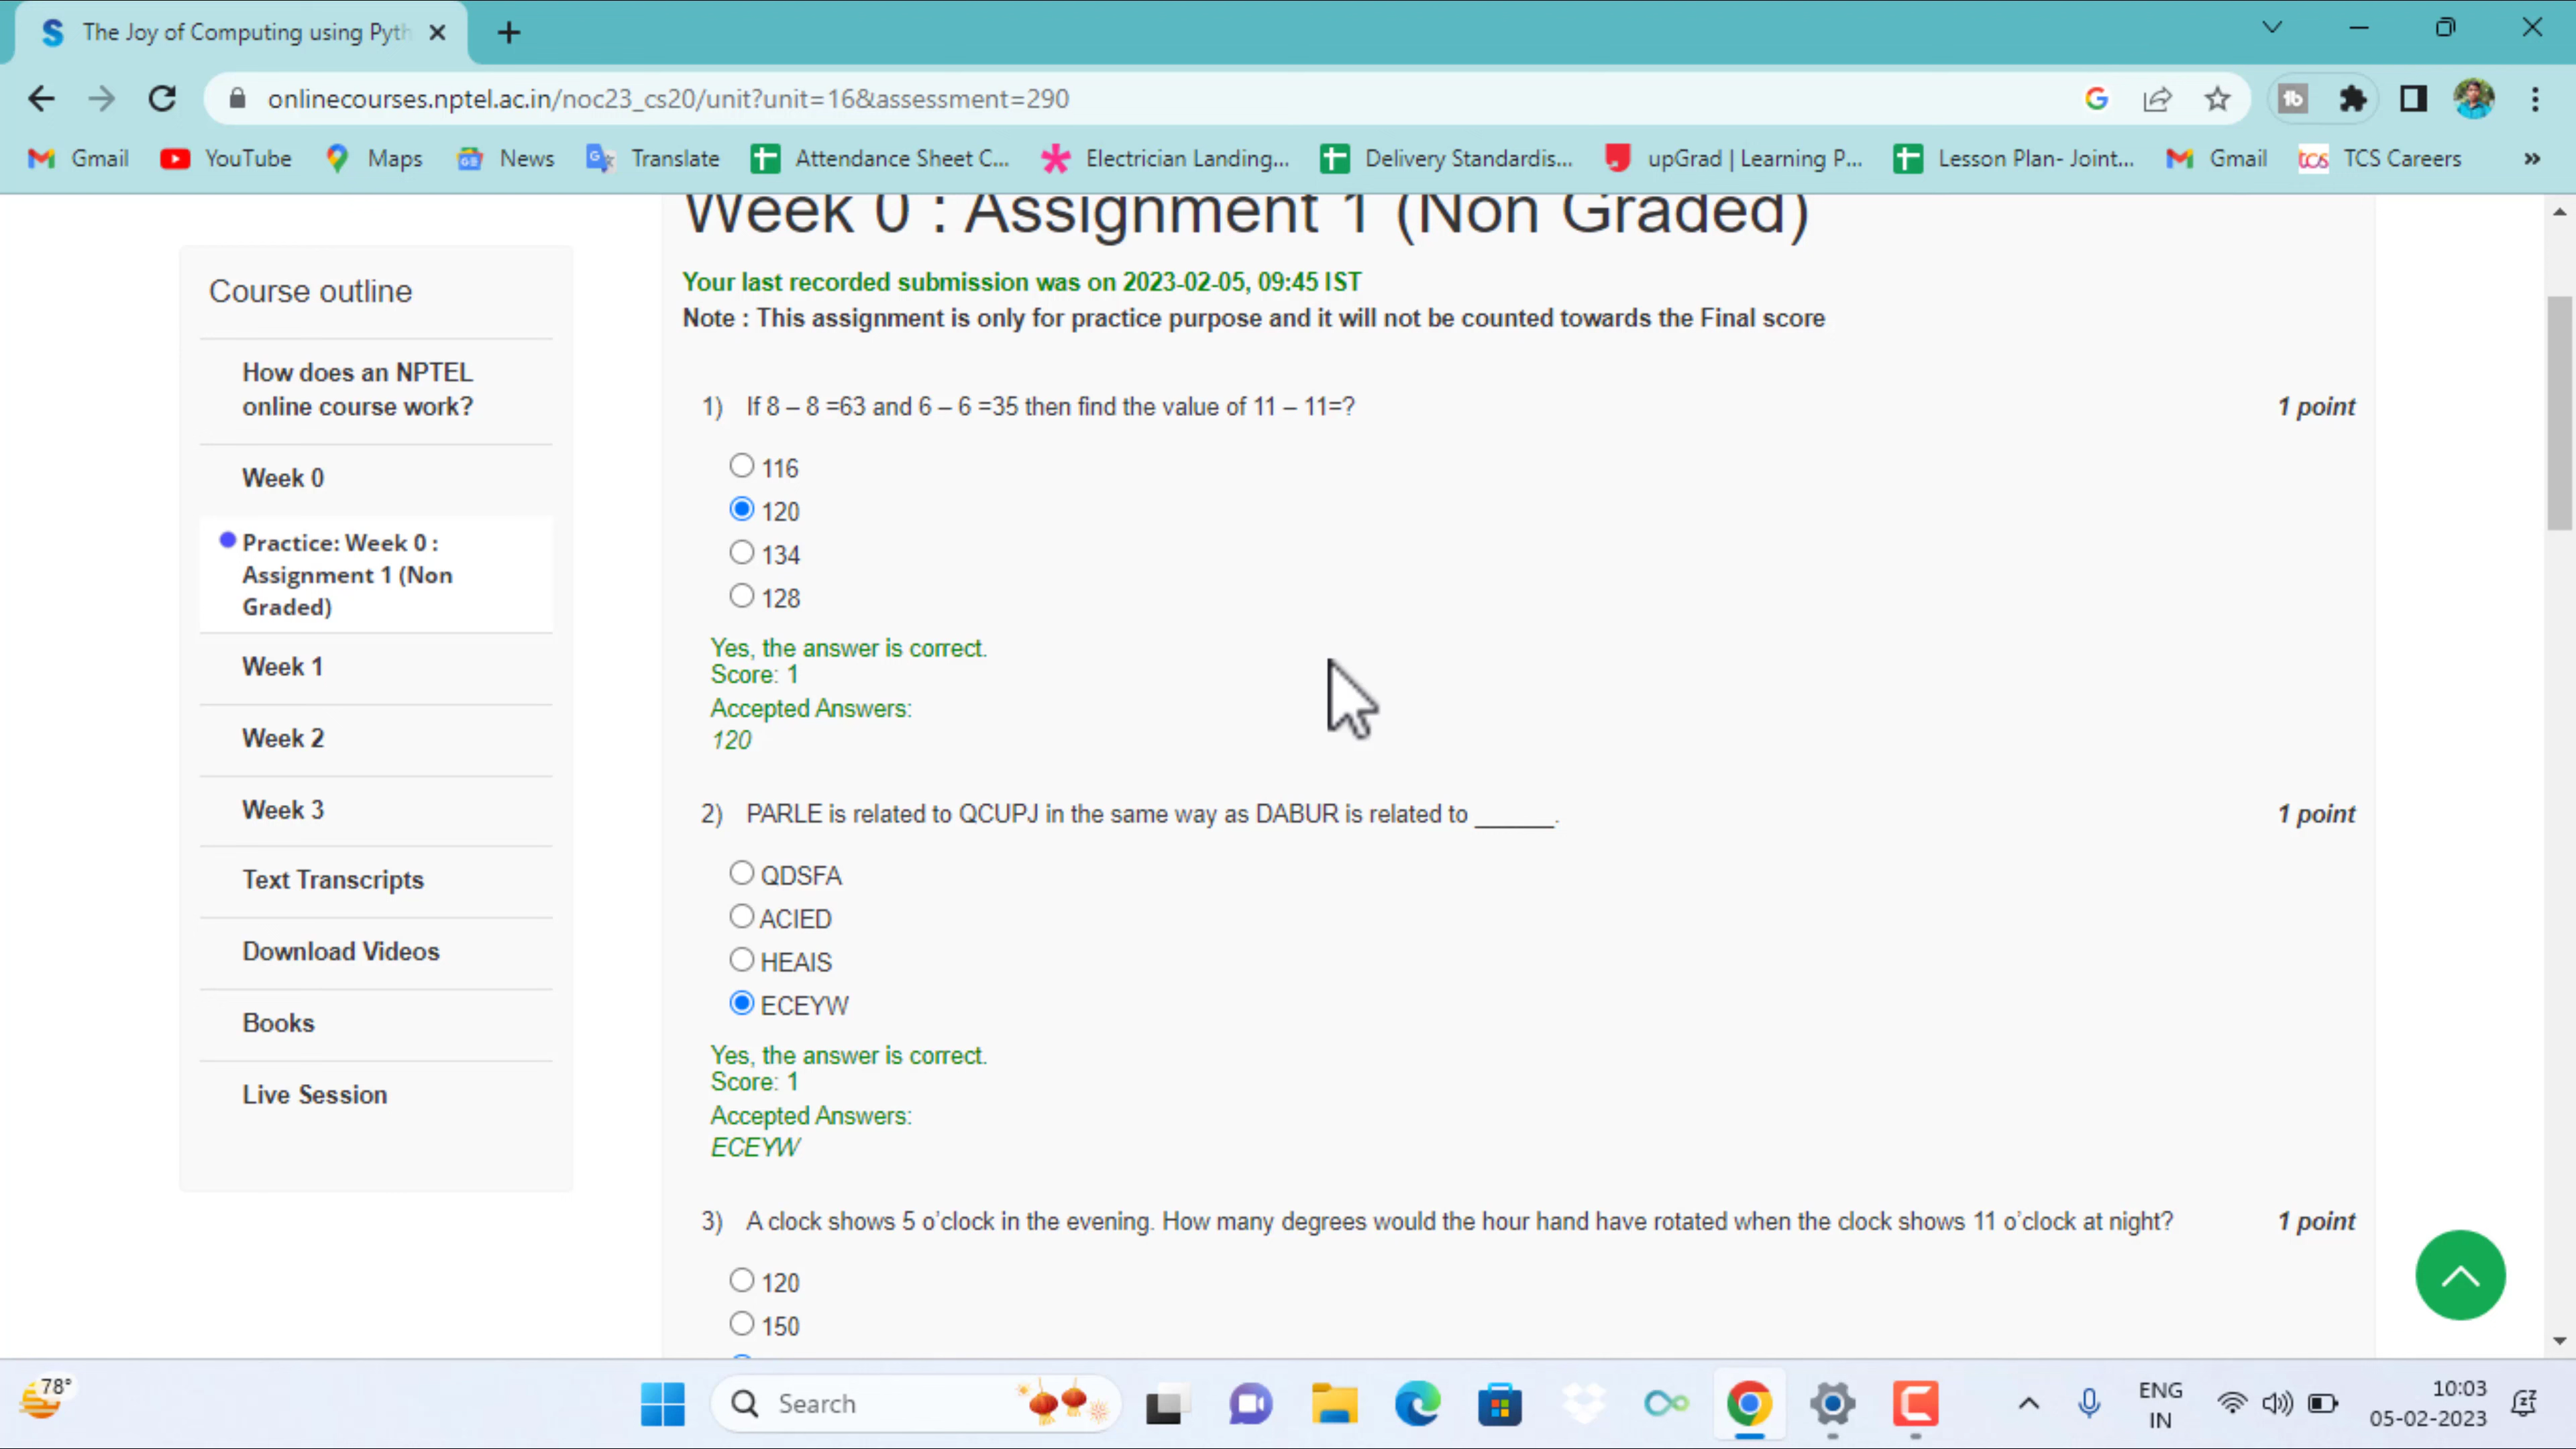 The Joy of Computing using Pyth
onlinecourses.nptel.ac.in/noc23_cs20/unit?unit=16&assessment=290
Gmail YouTube Maps News Translate Attendance Sheet C... Electrician Landing... Delivery Standardis... upGrad | Learning P... Lesson Plan- Joint... Gmail tcs TCS Careers »
Week 0 : Assignment 1 (Non Graded)
Your last recorded submission was on 2023-02-05, 09:45 IST
Note : This assignment is only for practice purpose and it will not be counted towards the Final score
Course outline
How does an NPTEL
online course work?
Week 0
Practice: Week 0 :
Assignment 1 (Non
Graded)
Week 1
Week 2
Week 3
Text Transcripts
Download Videos
Books
Live Session
1) If 8 – 8 =63 and 6 – 6 =35 then find the value of 11 – 11=? 1 point
116
120
134
128
Yes, the answer is correct.
Score: 1
Accepted Answers:
120
2) PARLE is related to QCUPJ in the same way as DABUR is related to ______. 1 point
QDSFA
ACIED
HEAIS
ECEYW
Yes, the answer is correct.
Score: 1
Accepted Answers:
ECEYW
3) A clock shows 5 o’clock in the evening. How many degrees would the hour hand have rotated when the clock shows 11 o’clock at night? 1 point
120
150
78°
Search
ENG
IN
10:03
05-02-2023